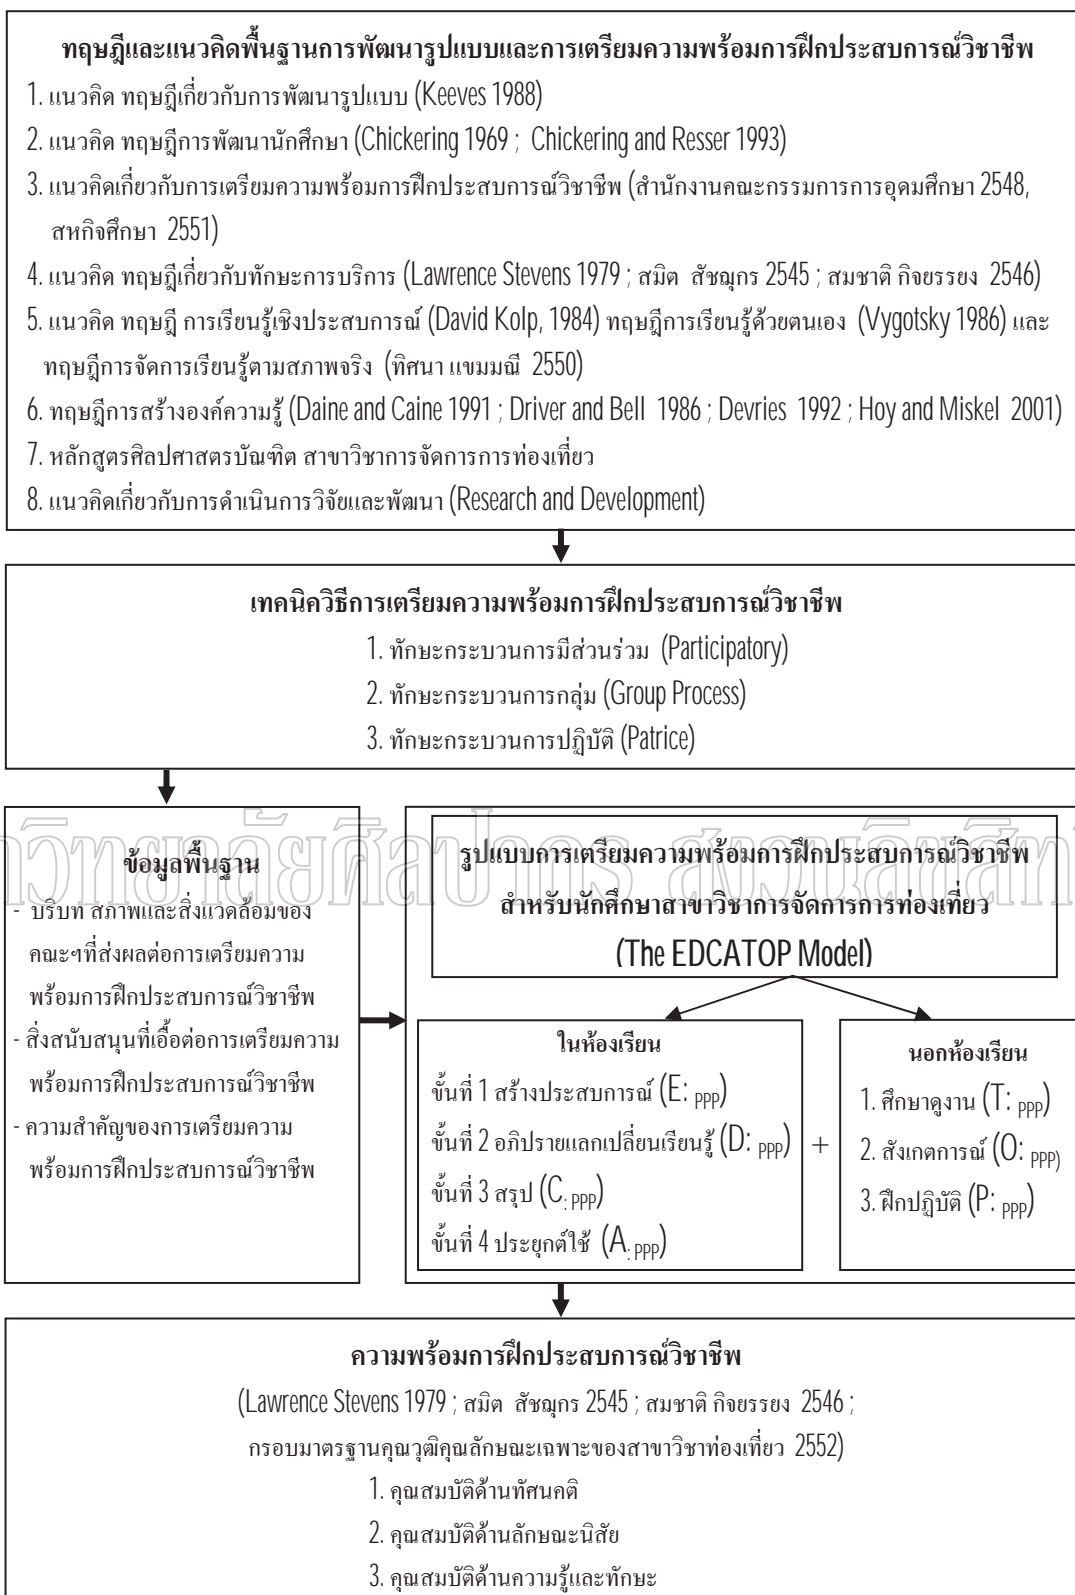 ทฤษฎีและแนวคิดพื้นฐานการพัฒนารูปแบบและการเตรียมความพร้อมการฝึกประสบการณ์วิชาชีพ
1. แนวคิด ทฤษฎีเกี่ยวกับการพัฒนารูปแบบ (Keeves 1988)
2. แนวคิด ทฤษฎีการพัฒนานักศึกษา (Chickering 1969 ; Chickering and Resser 1993)
3. แนวคิดเกี่ยวกับการเตรียมความพร้อมการฝึกประสบการณ์วิชาชีพ (สำนักงานคณะกรรมการการอุดมศึกษา 2548,
สหกิจศึกษา 2551)
4. แนวคิด ทฤษฎีเกี่ยวกับทักษะการบริการ (Lawrence Stevens 1979 ; สมิต สัชฌุกร 2545 ; สมชาติ กิจยรรยง 2546)
5. แนวคิด ทฤษฎี การเรียนรู้เชิงประสบการณ์ (David Kolp, 1984) ทฤษฎีการเรียนรู้ด้วยตนเอง (Vygotsky 1986) และ
ทฤษฎีการจัดการเรียนรู้ตามสภาพจริง (ทิศนา แขมมณี 2550)
6. ทฤษฎีการสร้างองค์ความรู้ (Daine and Caine 1991 ; Driver and Bell 1986 ; Devries 1992 ; Hoy and Miskel 2001)
7. หลักสูตรศิลปศาสตรบัณฑิต สาขาวิชาการจัดการการท่องเที่ยว
8. แนวคิดเกี่ยวกับการดำเนินการวิจัยและพัฒนา (Research and Development)
เทคนิควิธีการเตรียมความพร้อมการฝึกประสบการณ์วิชาชีพ
1. ทักษะกระบวนการมีส่วนร่วม (Participatory)
2. ทักษะกระบวนการกลุ่ม (Group Process)
3. ทักษะกระบวนการปฏิบัติ (Patrice)
ข้อมูลพื้นฐาน
- บริบท สภาพและสิ่งแวดล้อมของ
คณะฯที่ส่งผลต่อการเตรียมความ
พร้อมการฝึกประสบการณ์วิชาชีพ
- สิ่งสนับสนุนที่เอื้อต่อการเตรียมความ
พร้อมการฝึกประสบการณ์วิชาชีพ
- ความสำคัญของการเตรียมความ
พร้อมการฝึกประสบการณ์วิชาชีพ
รูปแบบการเตรียมความพร้อมการฝึกประสบการณ์วิชาชีพ
สำหรับนักศึกษาสาขาวิชาการจัดการการท่องเที่ยว
(The EDCATOP Model)
ในห้องเรียน
ขั้นที่ 1 สร้างประสบการณ์ (E: PPP)
ขั้นที่ 2 อภิปรายแลกเปลี่ยนเรียนรู้ (D: PPP)
ขั้นที่ 3 สรุป (C: PPP)
ขั้นที่ 4 ประยุกต์ใช้ (A: PPP)
+
นอกห้องเรียน
1. ศึกษาดูงาน (T: PPP)
2. สังเกตการณ์ (O: PPP)
3. ฝึกปฏิบัติ (P: PPP)
ความพร้อมการฝึกประสบการณ์วิชาชีพ
(Lawrence Stevens 1979 ; สมิต สัชฌุกร 2545 ; สมชาติ กิจยรรยง 2546 ;
กรอบมาตรฐานคุณวุฒิคุณลักษณะเฉพาะของสาขาวิชาท่องเที่ยว 2552)
1. คุณสมบัติด้านทัศนคติ
2. คุณสมบัติด้านลักษณะนิสัย
3. คุณสมบัติด้านความรู้และทักษะ